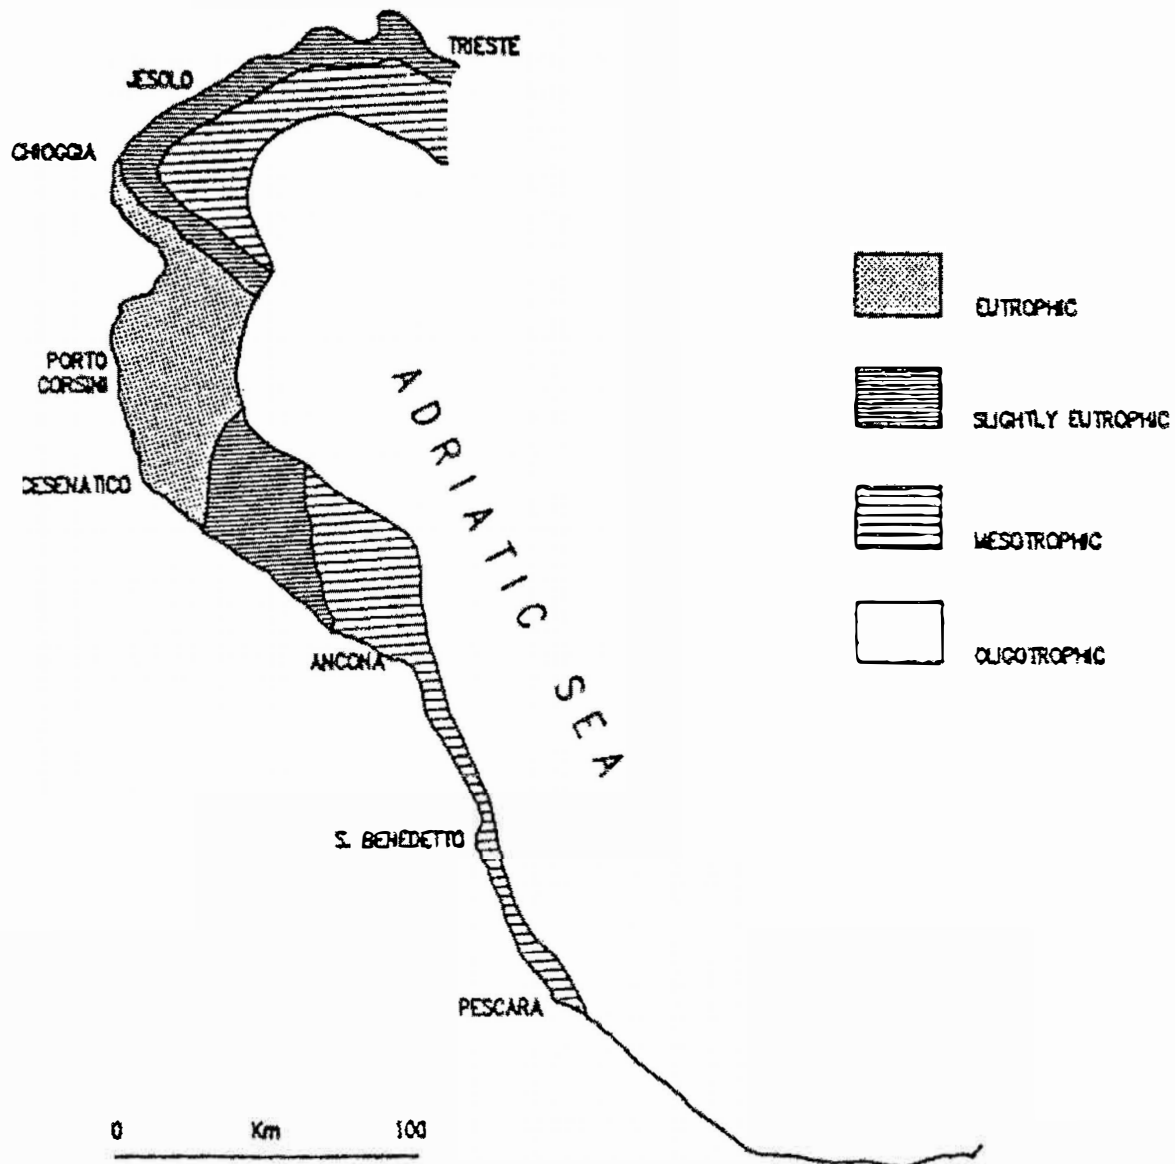 TRIESTE
JESOLO
CHIOGGIA
PORTO
CORSINI
CESENATICO
ANCONA
S. BENEDETTO
PESCARA
ADRIATIC SEA
EUTROPHIC
SLIGHTLY EUTROPHIC
MESOTROPHIC
OLIGOTROPHIC
0 Km 100